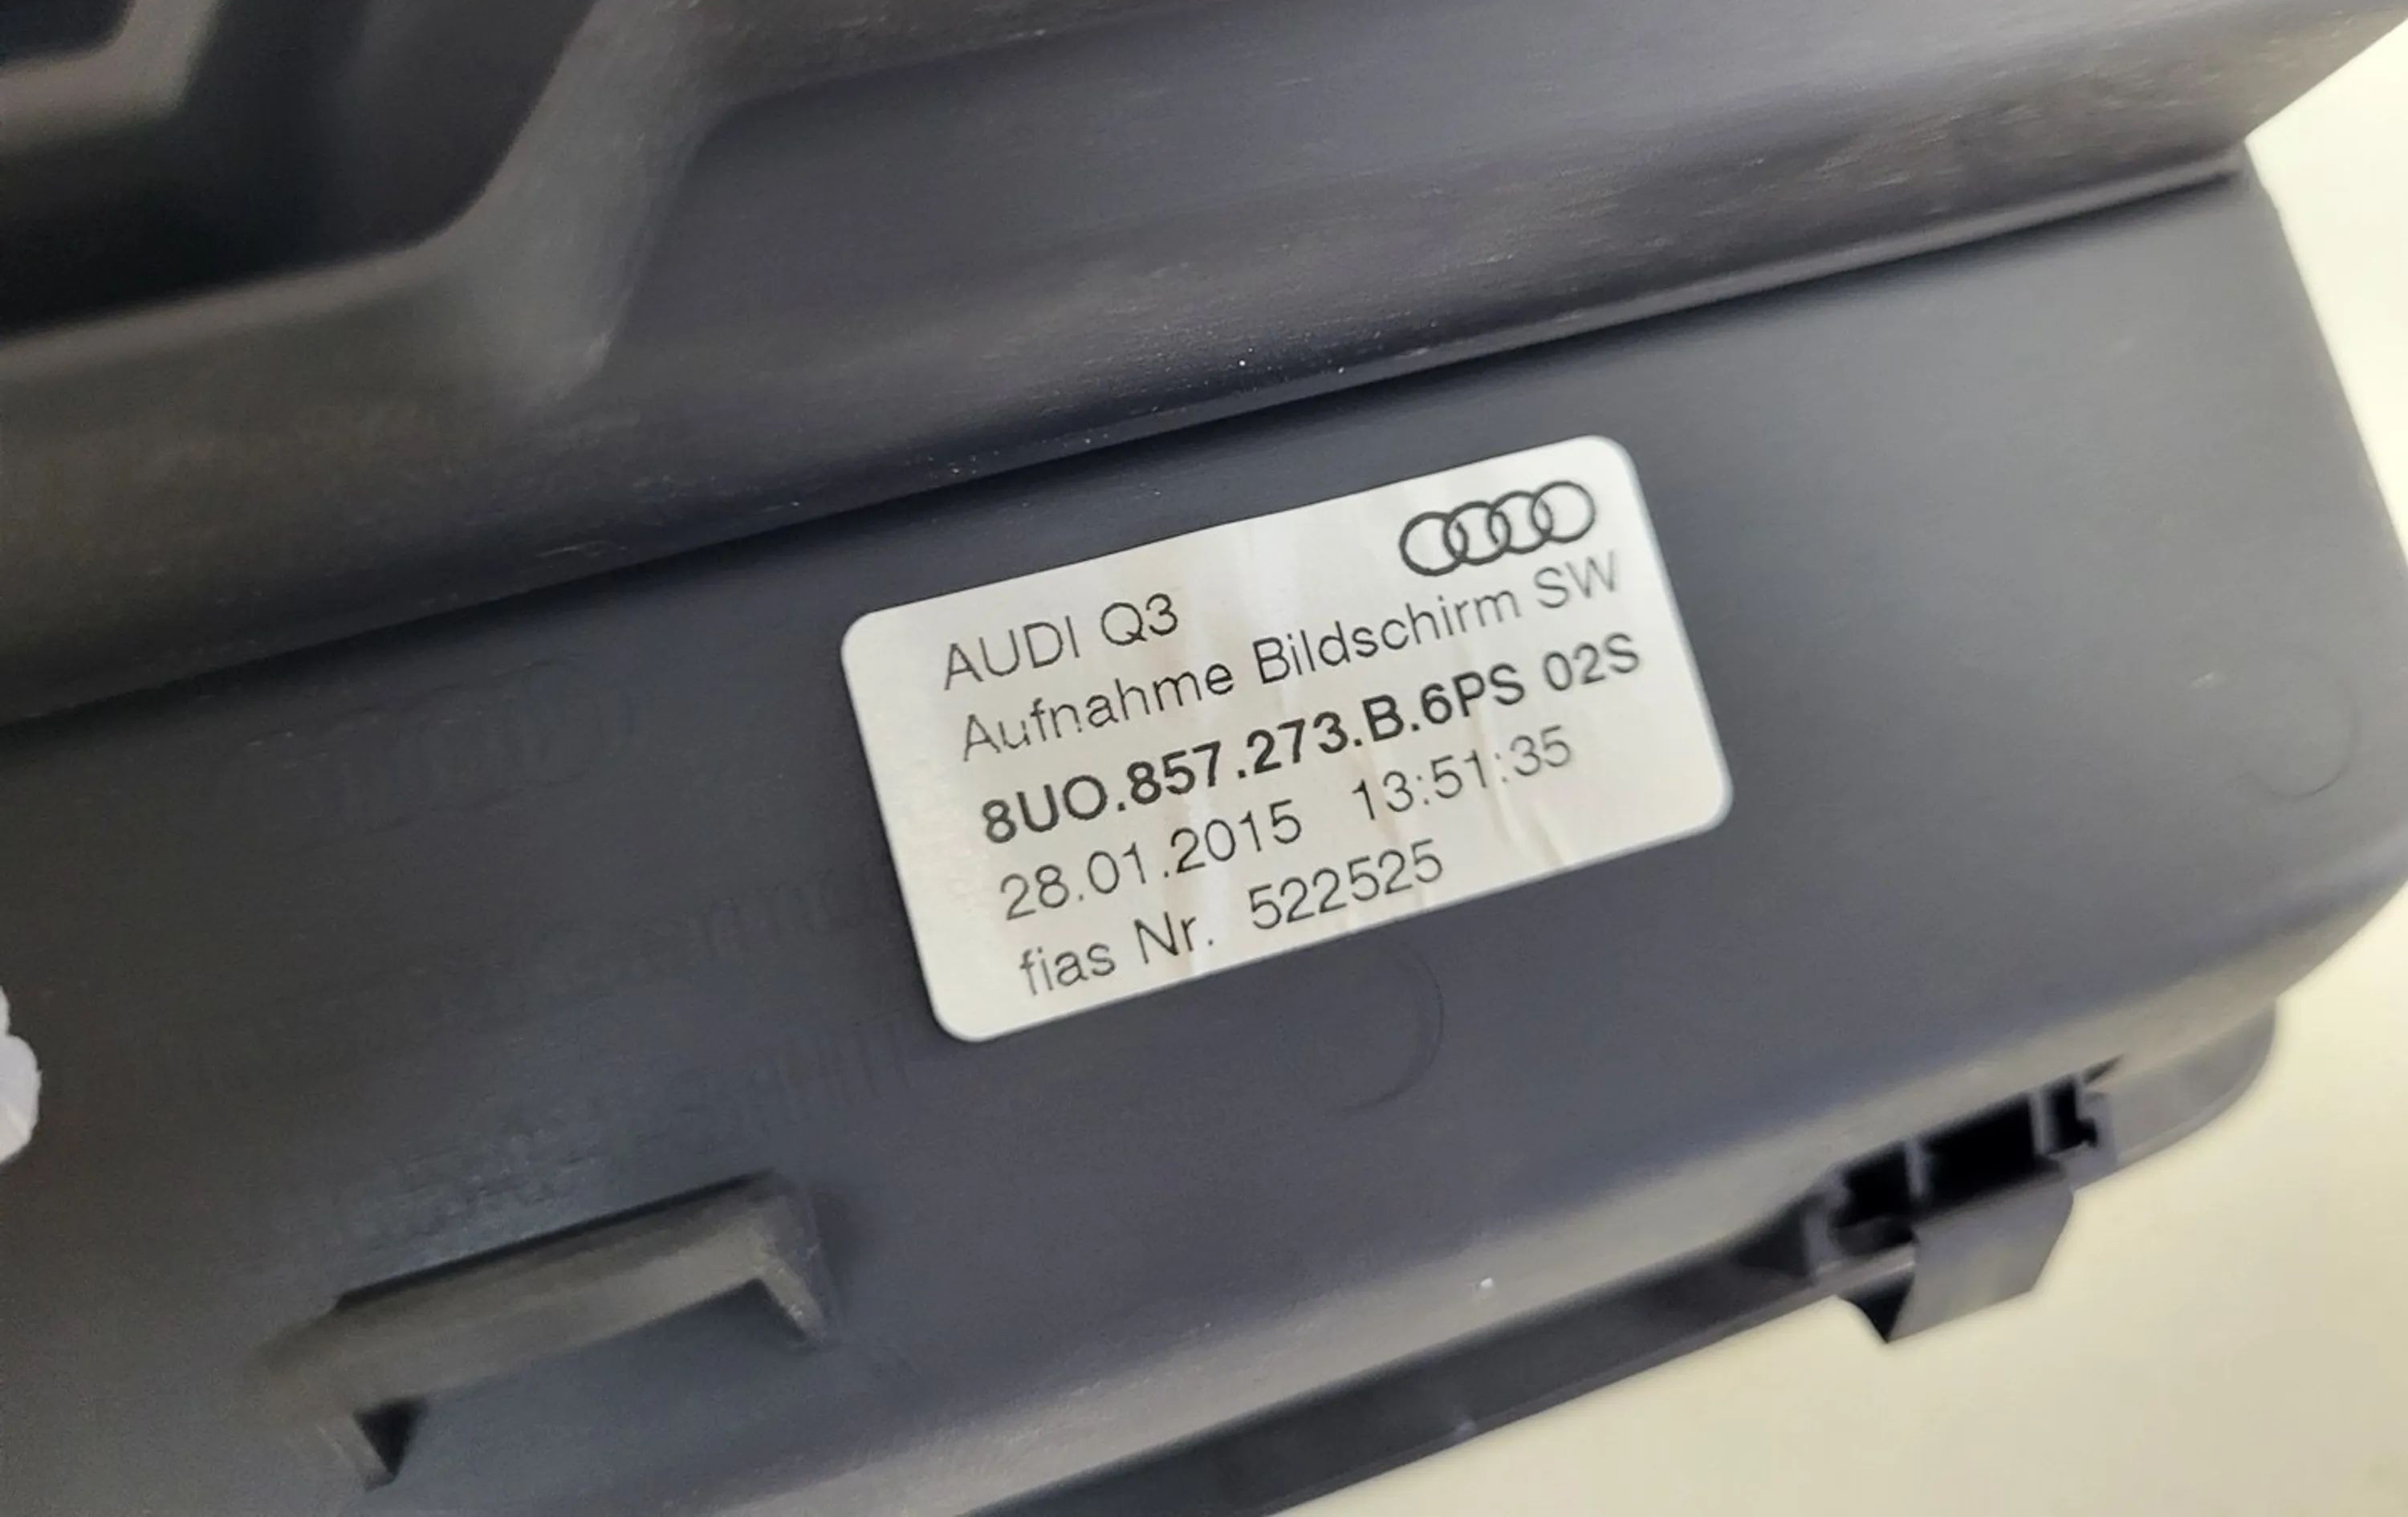 AUDI Q3
Aufnahme Bildschirm SW
8UO.857.273.B.6PS 02S
28.01.2015 13:51:35
fias Nr. 522525